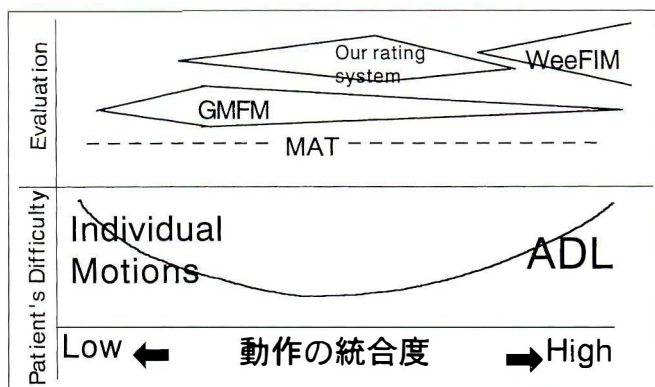 Evaluation
Our rating
system
WeeFIM
GMFM
MAT
Patient's Difficulty
Individual
Motions
ADL
Low
動作の統合度
High